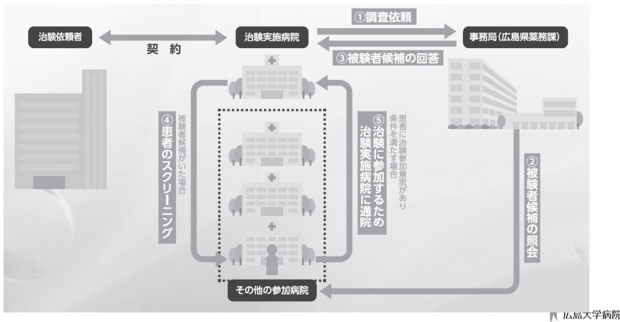 ①調査依頼
治験依頼者
契約
治験実施病院
事務局(広島県薬務課)
③被験者候補の回答
④患者のスクリーニング
被験者候補がいた場合
⑤治験に参加するため
治験実施病院に通院
患者に治験参加意思があり
条件を満たす場合
②被験者候補の照会
その他の参加病院
広島大学病院